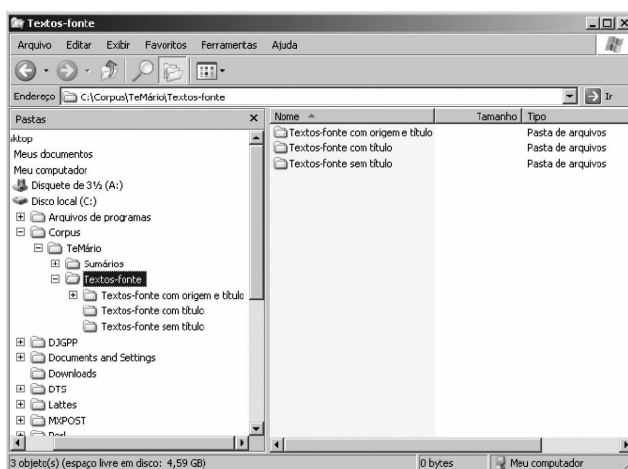 Textos-fonte
Arquivo Editar Exibir Favoritos Ferramentas Ajuda
Endereço C:\Corpus\TeMário\Textos-fonte Ir
Pastas
sktop
Meus documentos
Meu computador
Disquete de 3½ (A:)
Disco local (C:)
Arquivos de programas
Corpus
TeMário
Sumários
Textos-fonte
Textos-fonte com origem e título
Textos-fonte com título
Textos-fonte sem título
DJGPP
Documents and Settings
Downloads
DTS
Lattes
MXPOST
Nome Tamanho Tipo
Textos-fonte com origem e título Pasta de arquivos
Textos-fonte com título Pasta de arquivos
Textos-fonte sem título Pasta de arquivos
3 objeto(s) (espaço livre em disco: 4,59 GB) 0 bytes Meu computador